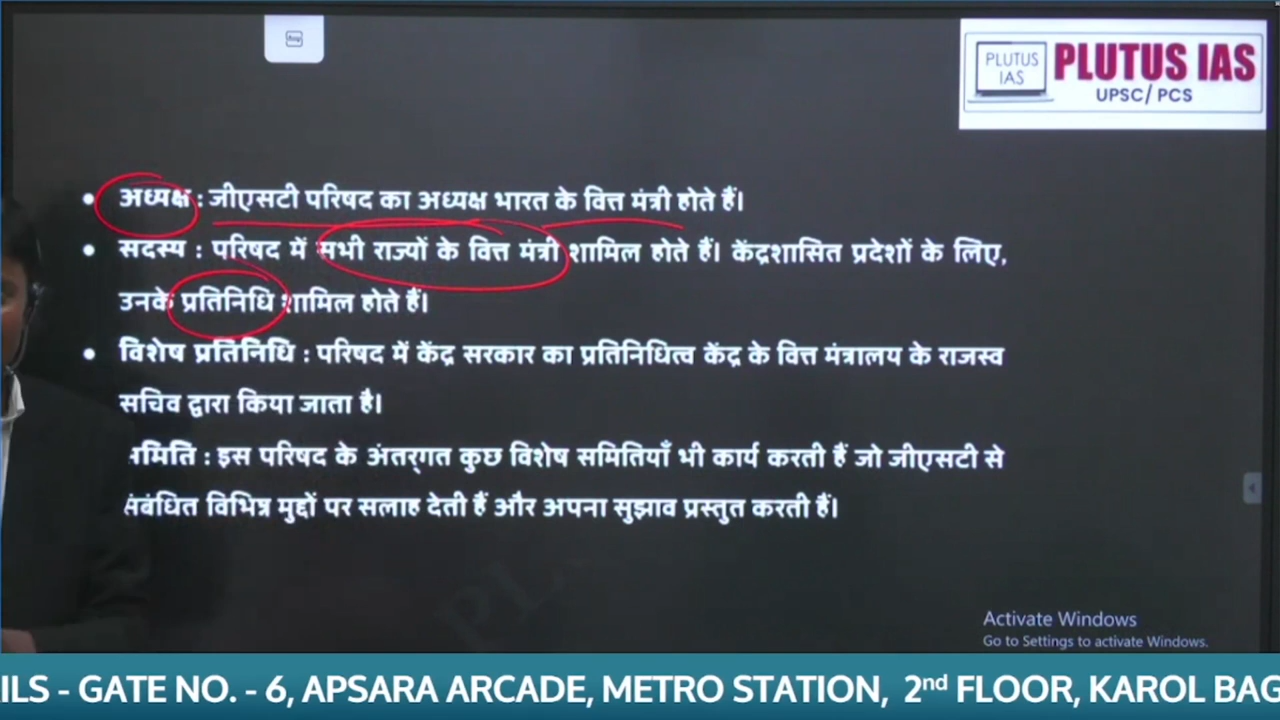 PLUTUS IAS
PLUTUS IAS
UPSC/ PCS
• अध्यक्ष : जीएसटी परिषद का अध्यक्ष भारत के वित्त मंत्री होते हैं।
• सदस्य : परिषद में सभी राज्यों के वित्त मंत्री शामिल होते हैं। केंद्रशासित प्रदेशों के लिए,
उनके प्रतिनिधि शामिल होते हैं।
• विशेष प्रतिनिधि : परिषद में केंद्र सरकार का प्रतिनिधित्व केंद्र के वित्त मंत्रालय के राजस्व
सचिव द्वारा किया जाता है।
मिति : इस परिषद के अंतर्गत कुछ विशेष समितियाँ भी कार्य करती हैं जो जीएसटी से
संबंधित विभिन्न मुद्दों पर सलाह देती हैं और अपना सुझाव प्रस्तुत करती हैं।
Activate Windows
Go to Settings to activate Windows.
ILS - GATE NO. - 6, APSARA ARCADE, METRO STATION, 2nd FLOOR, KAROL BAG